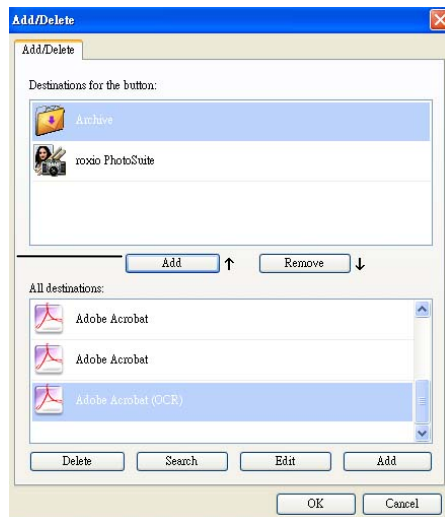 Add/Delete
Add/Delete
Destinations for the button:
Archive
roxio PhotoSuite
Add ↑ Remove ↓
All destinations:
Adobe Acrobat
Adobe Acrobat
Adobe Acrobat (OCR)
Delete Search Edit Add
OK Cancel